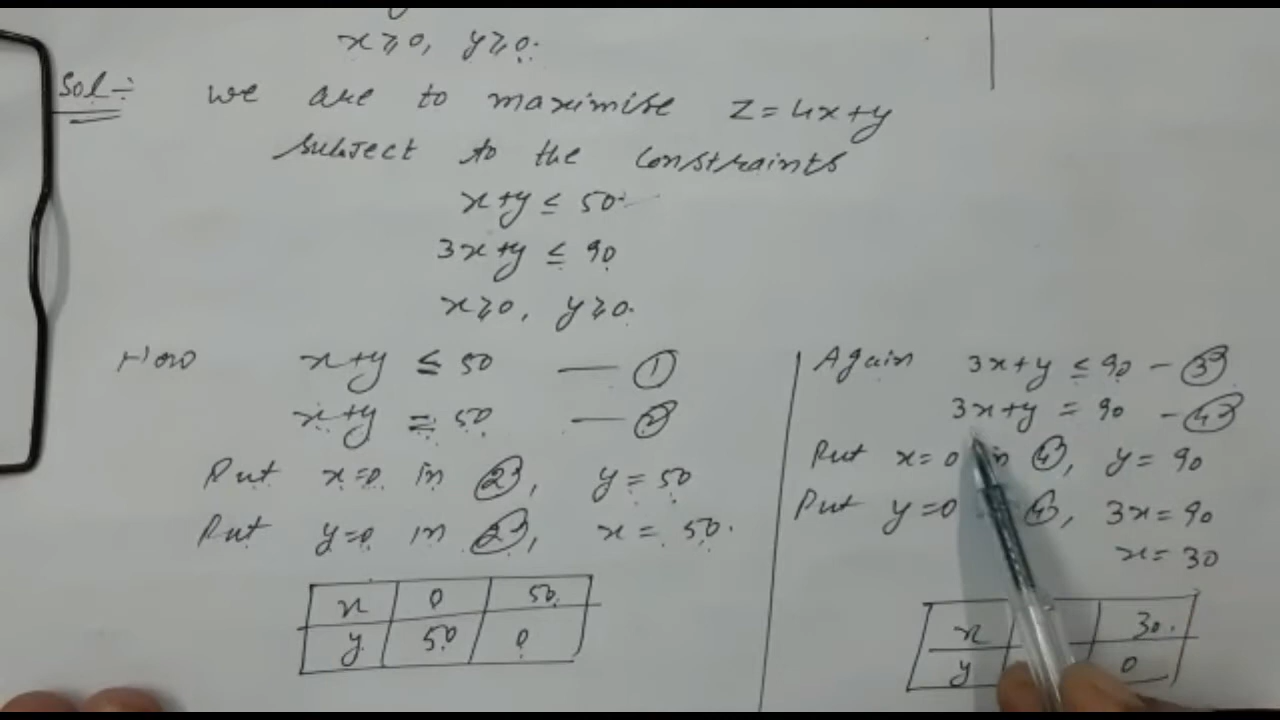 x⩾0, y⩾0.
Sol÷ we are to maximise Z=4x+y
subject to the constraints
x+y ≤ 50.
3x+y ≤ 90
x⩾0, y⩾0.
Now x+y ≤ 50 — ①
x+y = 50 — ②
Put x=0 in ②, y=50
Put y=0 in ②, x=50.
x 0 50.
y 50 0
Again 3x+y ≤ 90 - ③
3x+y = 90 - ④
Put x=0 in ④, y=90
Put y=0 ④, 3x=90
x=30
x 30.
y 0